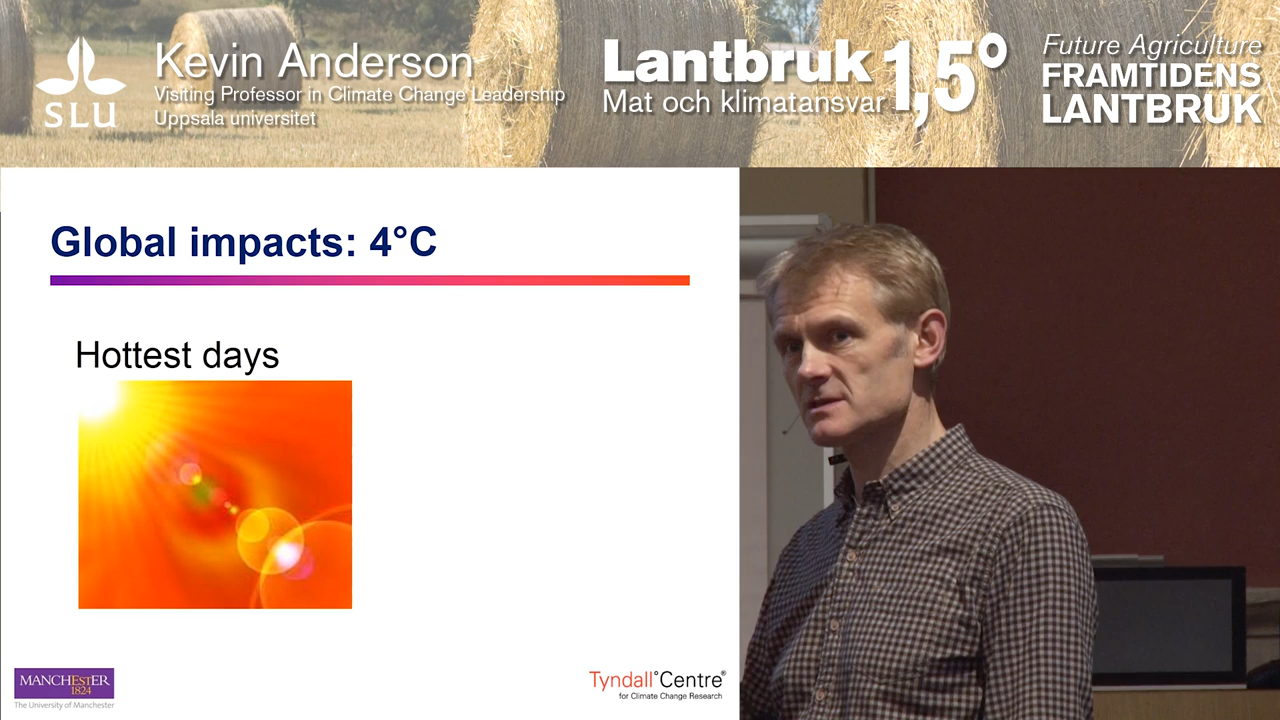 SLU
Kevin Anderson
Visiting Professor in Climate Change Leadership
Uppsala universitet
Lantbruk 1,5°
Mat och klimatansvar
Future Agriculture
FRAMTIDENS
LANTBRUK
Global impacts: 4°C
Hottest days
MANCHESTER
1824
The University of Manchester
Tyndall°Centre®
for Climate Change Research